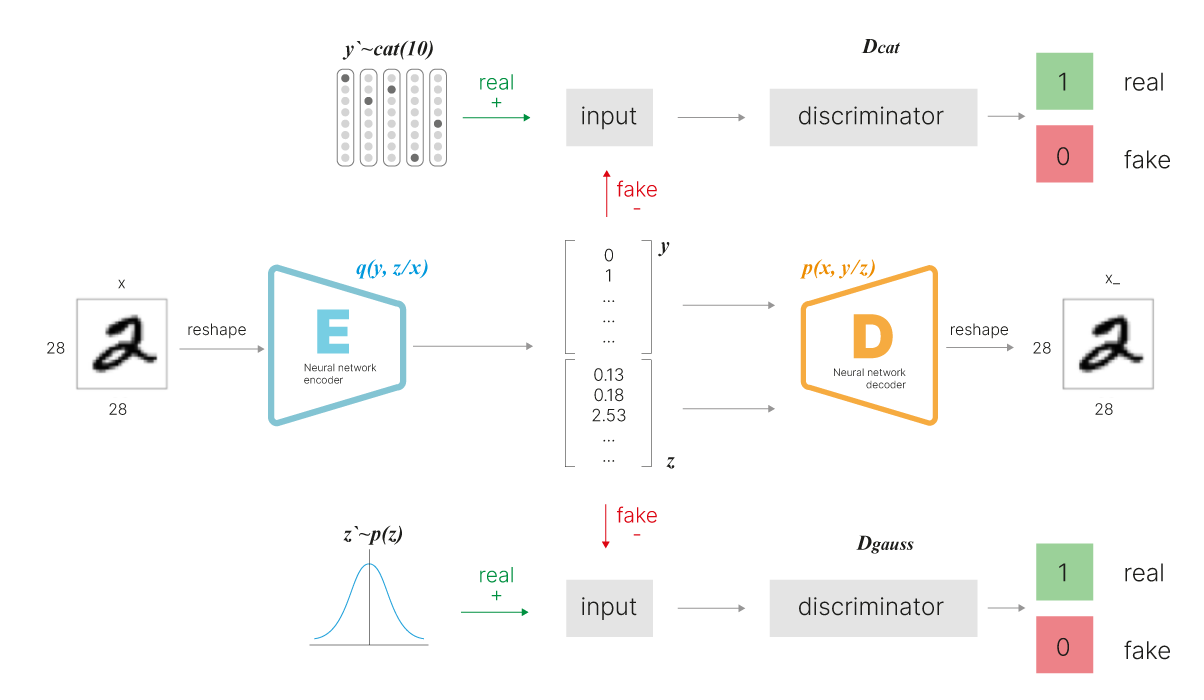 y`~cat(10)
real
+
input
Dcat
discriminator
1
real
0
fake
fake
-
x
28
28
reshape
q(y, z/x)
E
Neural network
encoder
y
0
1
...
...
...
0.13
0.18
2.53
...
...
z
p(x, y/z)
D
Neural network
decoder
reshape
x_
28
28
fake
-
z`~p(z)
real
+
input
Dgauss
discriminator
1
real
0
fake